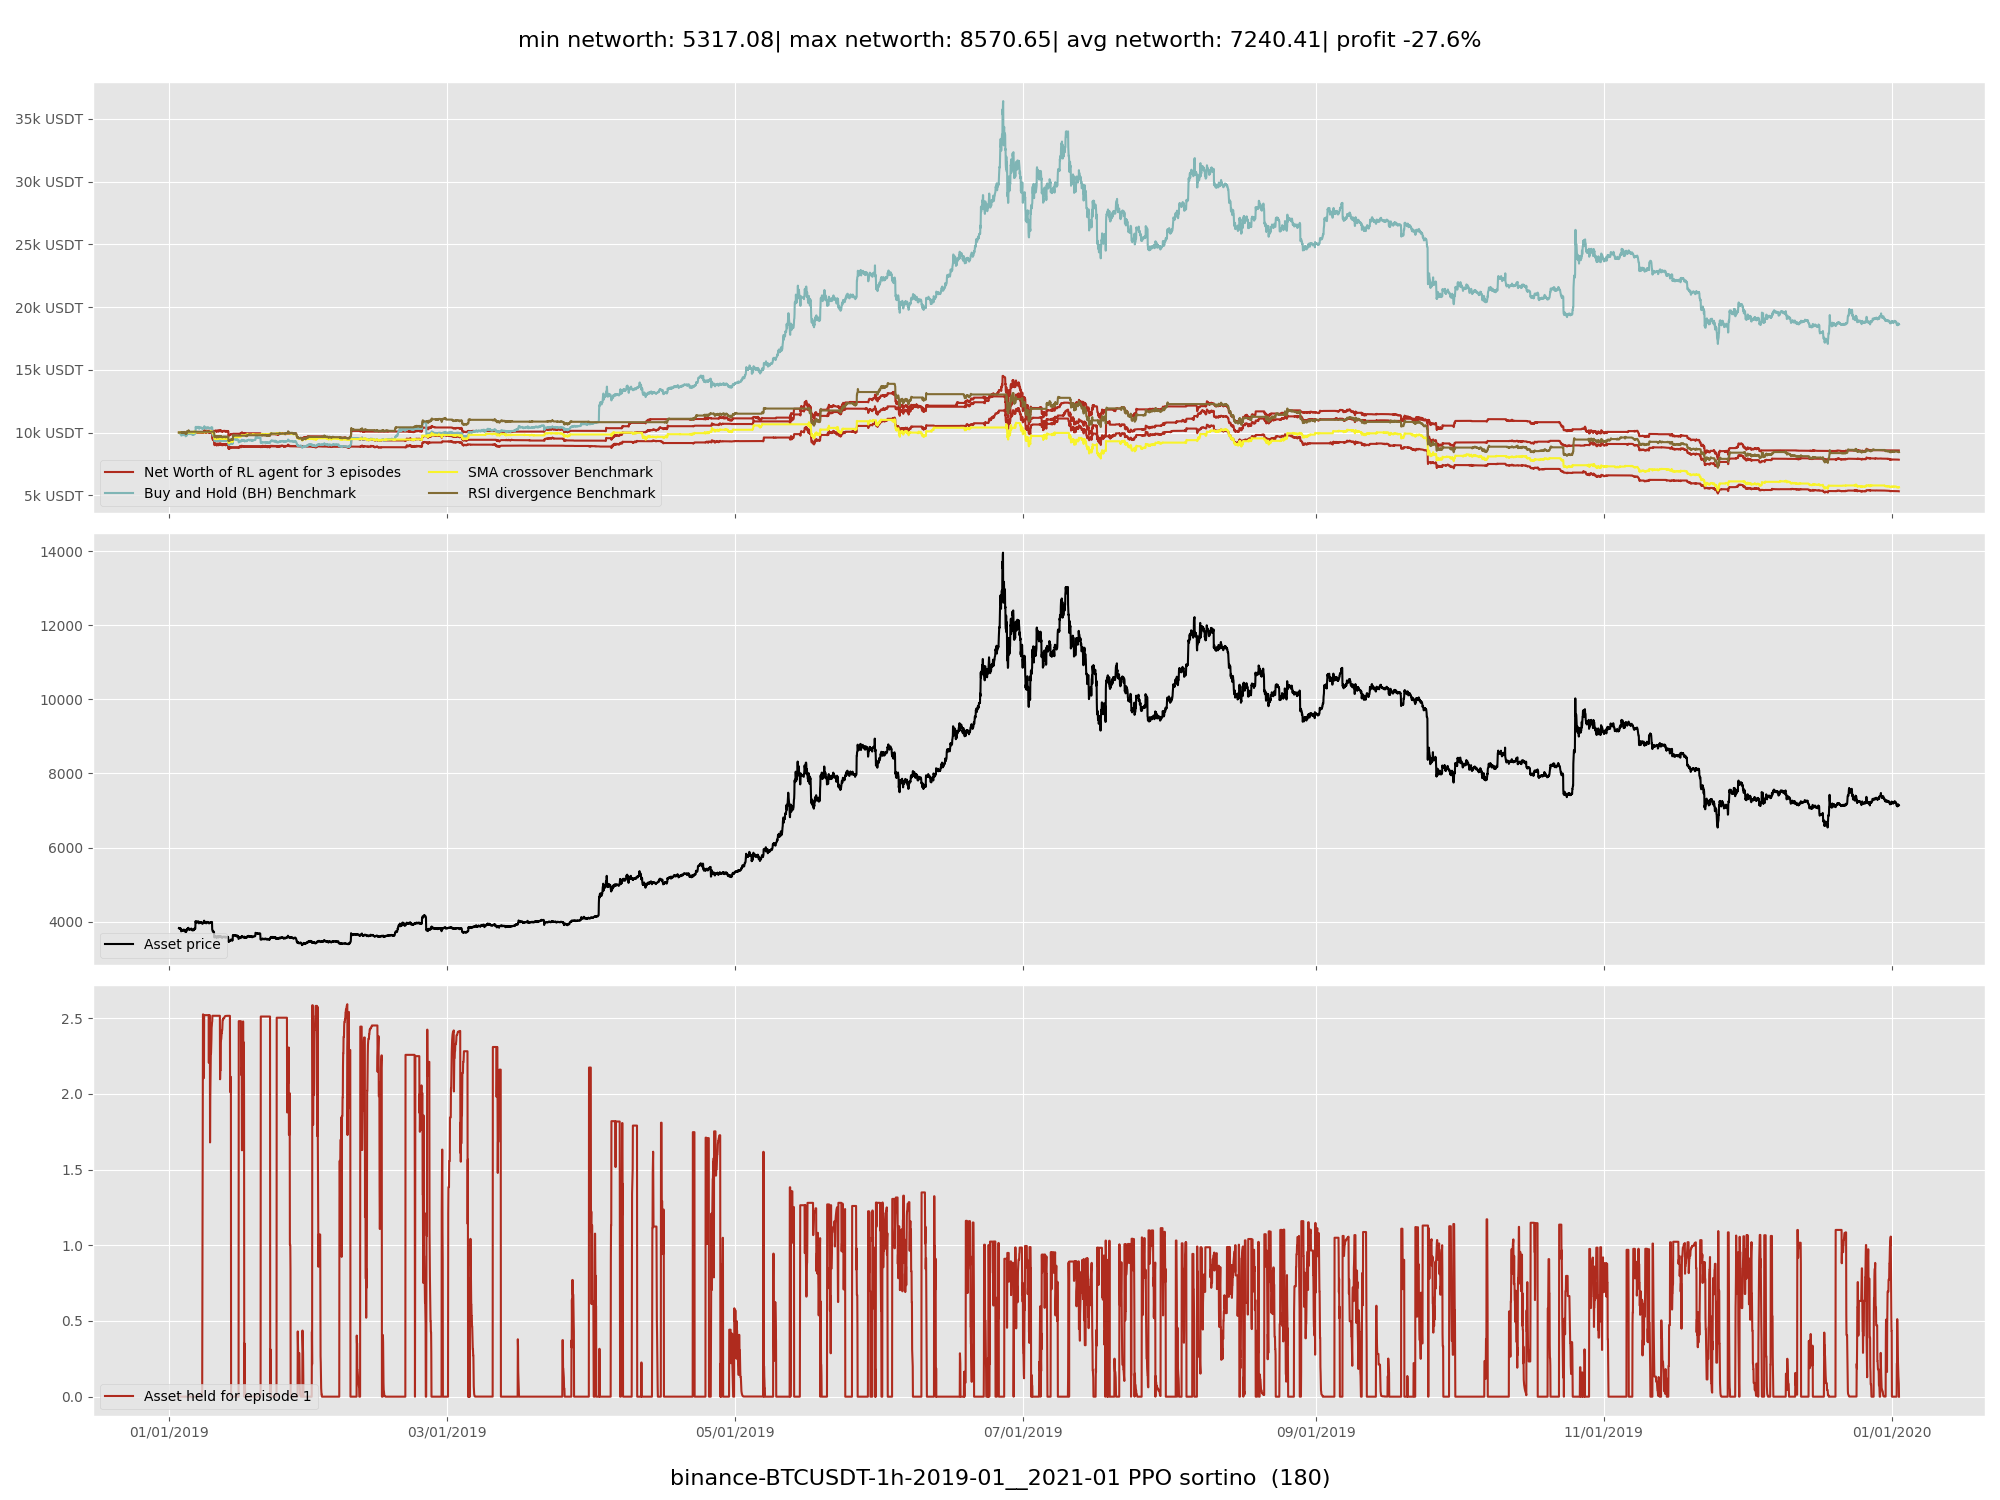 min networth: 5317.08| max networth: 8570.65| avg networth: 7240.41| profit -27.6%
35k USDT
30k USDT
25k USDT
20k USDT
15k USDT
10k USDT
5k USDT
Net Worth of RL agent for 3 episodes
Buy and Hold (BH) Benchmark
SMA crossover Benchmark
RSI divergence Benchmark
14000
12000
10000
8000
6000
4000
Asset price
2.5
2.0
1.5
1.0
0.5
0.0
Asset held for episode 1
01/01/2019
03/01/2019
05/01/2019
07/01/2019
09/01/2019
11/01/2019
01/01/2020
binance-BTCUSDT-1h-2019-01__2021-01 PPO sortino  (180)